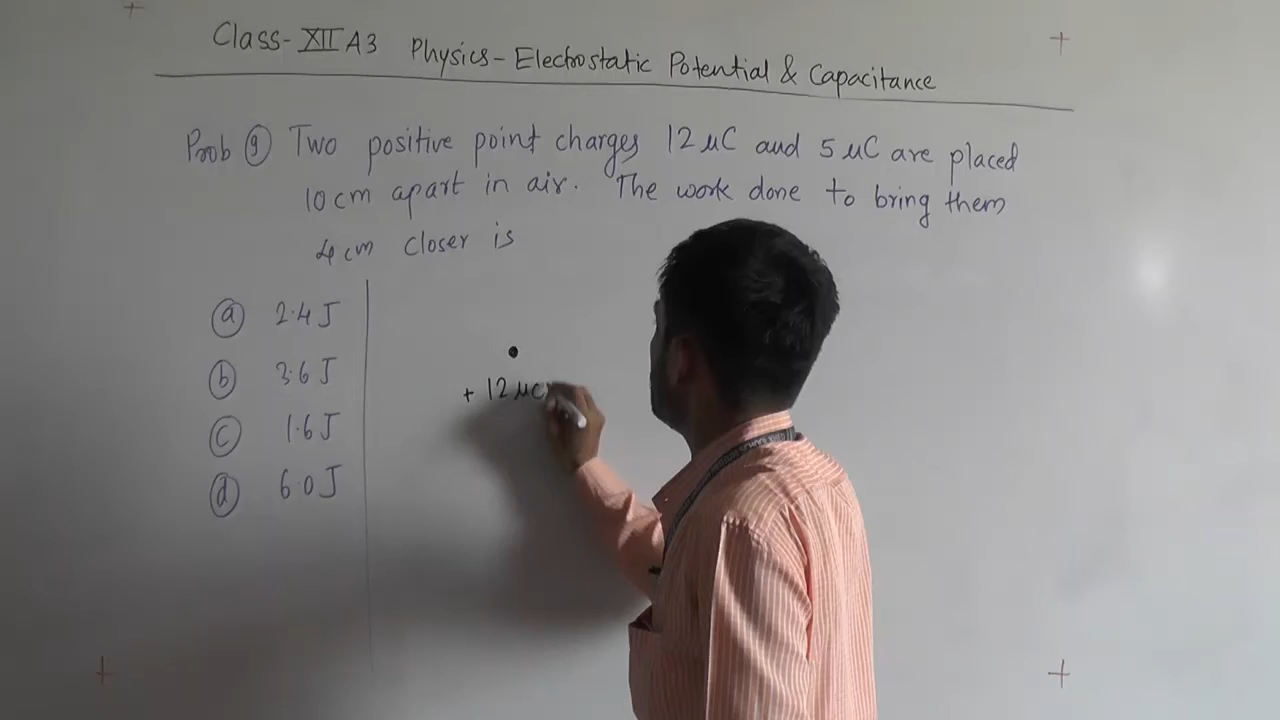 Class-XII A3 Physics-Electrostatic Potential & Capacitance
Prob 9 Two positive point charges 12 μC and 5 μC are placed
10 cm apart in air. The work done to bring them
4 cm closer is
a 2.4 J
b 3.6 J
c 1.6 J
d 6.0 J
+ 12 μC